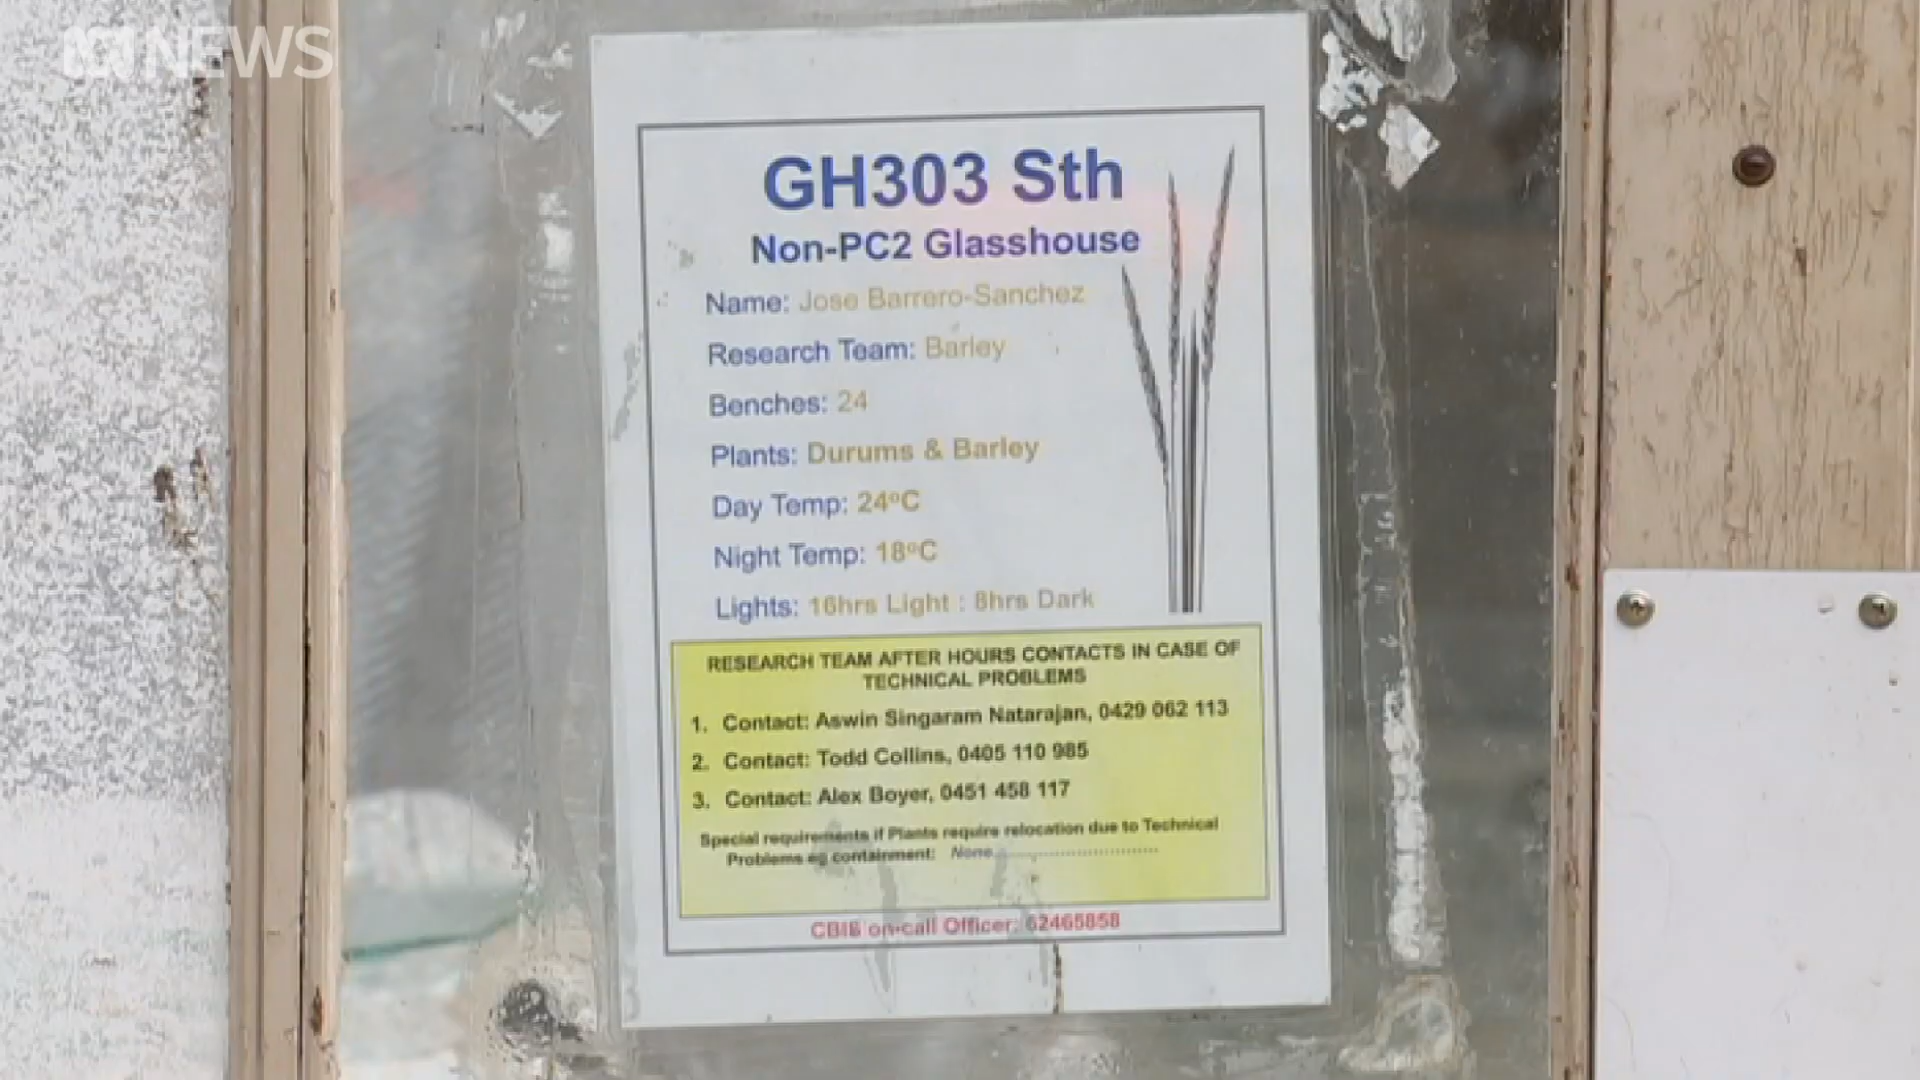 NEWS
GH303 Sth
Non-PC2 Glasshouse
Name: Jose Barrero-Sanchez
Research Team: Barley
Benches: 24
Plants: Durums & Barley
Day Temp: 24°C
Night Temp: 18°C
Lights: 16hrs Light : 8hrs Dark
RESEARCH TEAM AFTER HOURS CONTACTS IN CASE OF
TECHNICAL PROBLEMS
1. Contact: Aswin Singaram Natarajan, 0429 062 113
2. Contact: Todd Collins, 0405 110 985
3. Contact: Alex Boyer, 0451 458 117
Special requirements if Plants require relocation due to Technical
Problems eg containment: None..............................
on-call Officer: 62465858